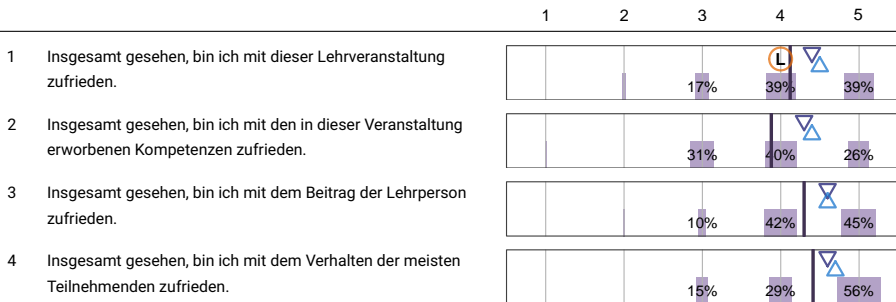 1 2 3 4 5
1 Insgesamt gesehen, bin ich mit dieser Lehrveranstaltung
zufrieden.
L
17% 39% 39%
2 Insgesamt gesehen, bin ich mit den in dieser Veranstaltung
erworbenen Kompetenzen zufrieden.
31% 40% 26%
3 Insgesamt gesehen, bin ich mit dem Beitrag der Lehrperson
zufrieden.
10% 42% 45%
4 Insgesamt gesehen, bin ich mit dem Verhalten der meisten
Teilnehmenden zufrieden.
15% 29% 56%